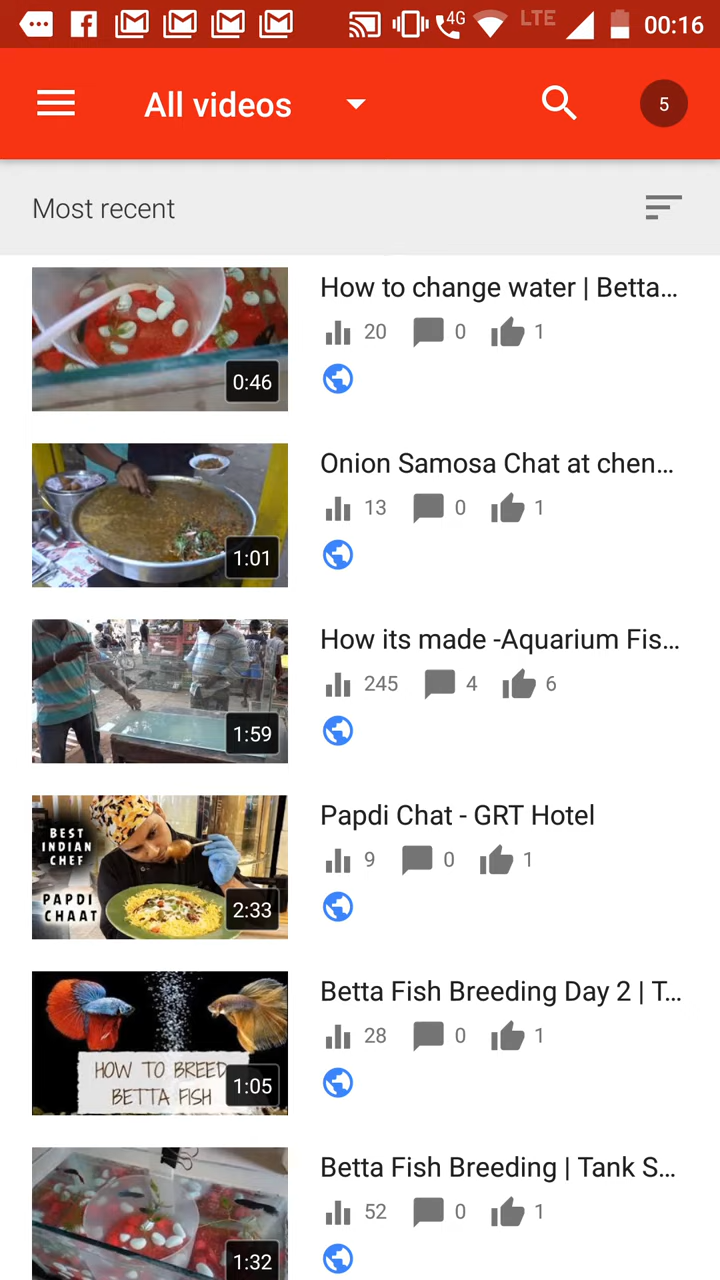 4G LTE 00:16
All videos 5
Most recent
How to change water | Betta...
20 0 1
0:46
Onion Samosa Chat at chen...
13 0 1
1:01
How its made -Aquarium Fis...
245 4 6
1:59
Papdi Chat - GRT Hotel
9 0 1
BEST
INDIAN
CHEF
PAPDI
CHAAT
2:33
Betta Fish Breeding Day 2 | T...
28 0 1
HOW TO BREED
BETTA FISH
1:05
Betta Fish Breeding | Tank S...
52 0 1
1:32